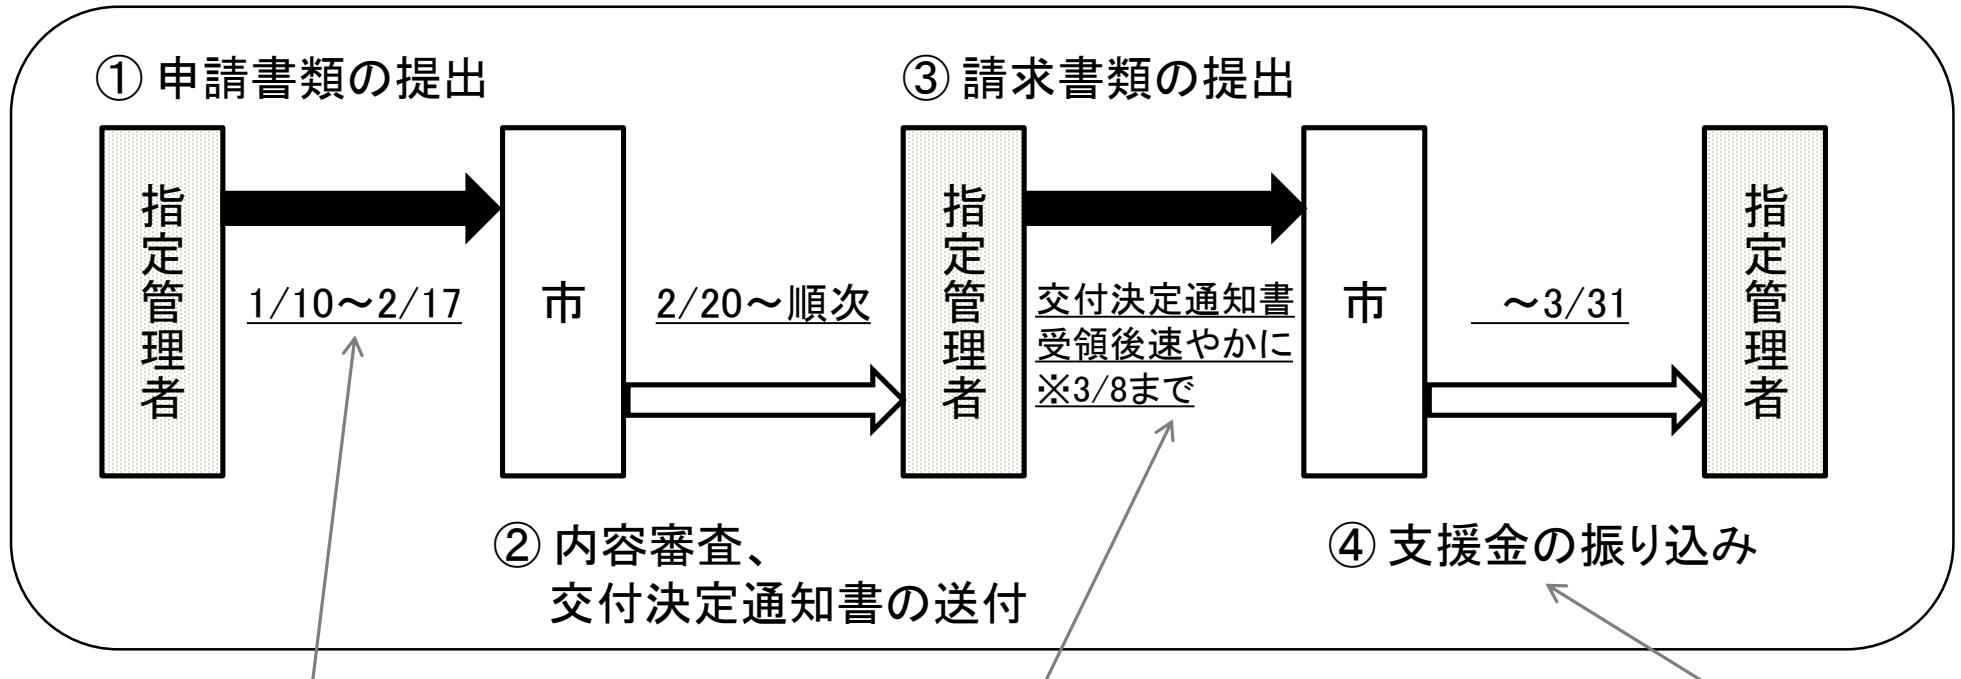 ① 申請書類の提出
③ 請求書類の提出
指定管理者
1/10～2/17
市
2/20～順次
指定管理者
交付決定通知書
受領後速やかに
※3/8まで
市
～3/31
指定管理者
② 内容審査、
交付決定通知書の送付
④ 支援金の振り込み